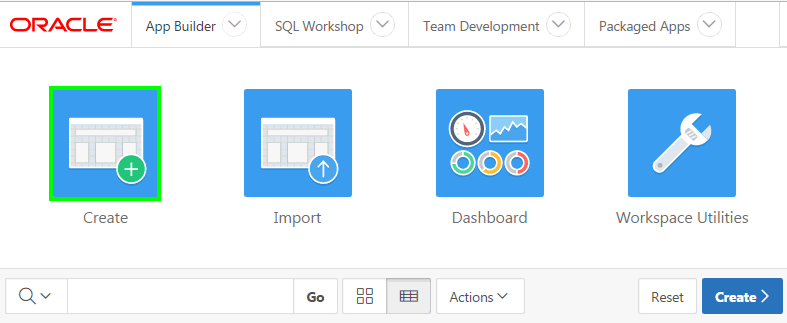 ORACLE® App Builder SQL Workshop Team Development Packaged Apps
Create Import Dashboard Workspace Utilities
Go Actions Reset Create